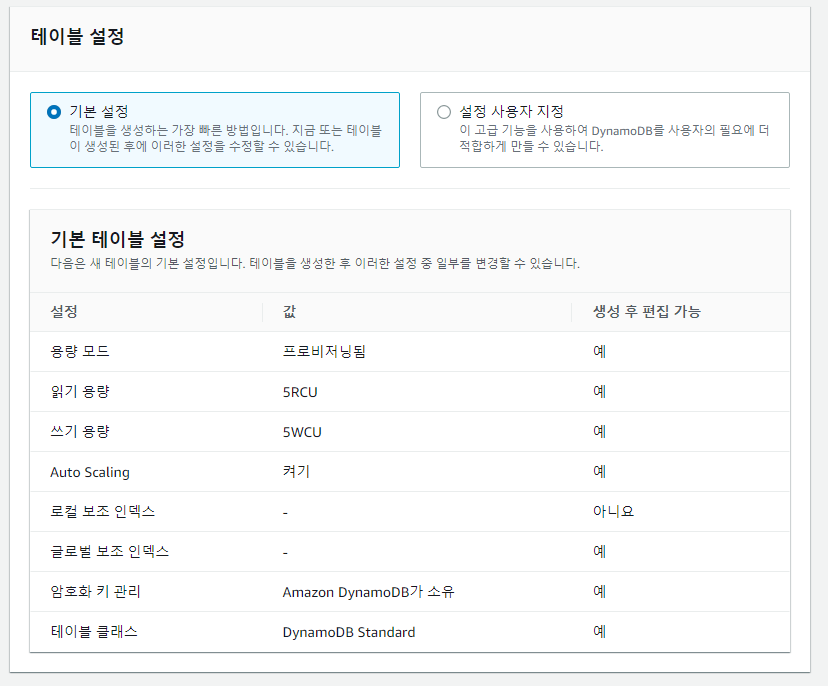 테이블 설정
기본 설정
테이블을 생성하는 가장 빠른 방법입니다. 지금 또는 테이블
이 생성된 후에 이러한 설정을 수정할 수 있습니다.
설정 사용자 지정
이 고급 기능을 사용하여 DynamoDB를 사용자의 필요에 더
적합하게 만들 수 있습니다.
기본 테이블 설정
다음은 새 테이블의 기본 설정입니다. 테이블을 생성한 후 이러한 설정 중 일부를 변경할 수 있습니다.
설정 값 생성 후 편집 가능
용량 모드 프로비저닝됨 예
읽기 용량 5RCU 예
쓰기 용량 5WCU 예
Auto Scaling 켜기 예
로컬 보조 인덱스 - 아니요
글로벌 보조 인덱스 - 예
암호화 키 관리 Amazon DynamoDB가 소유 예
테이블 클래스 DynamoDB Standard 예